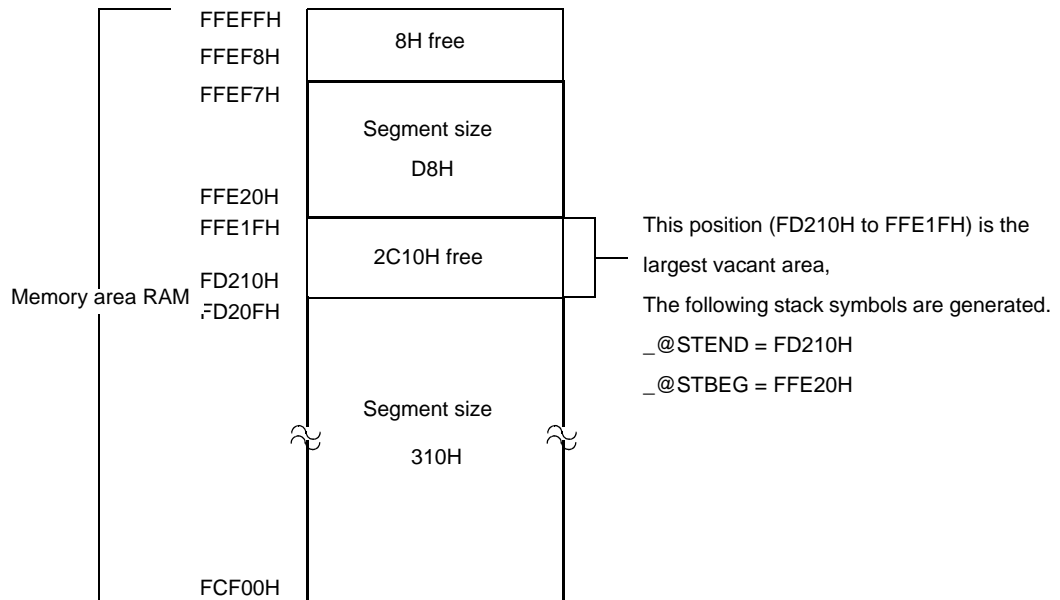 FFEFFH
8H free
FFEF8H
FFEF7H
Segment size
D8H
FFE20H
FFE1FH
2C10H free
FD210H
This position (FD210H to FFE1FH) is the
largest vacant area,
The following stack symbols are generated.
_@STEND = FD210H
_@STBEG = FFE20H
Memory area RAM
FD20FH
Segment size
310H
FCF00H